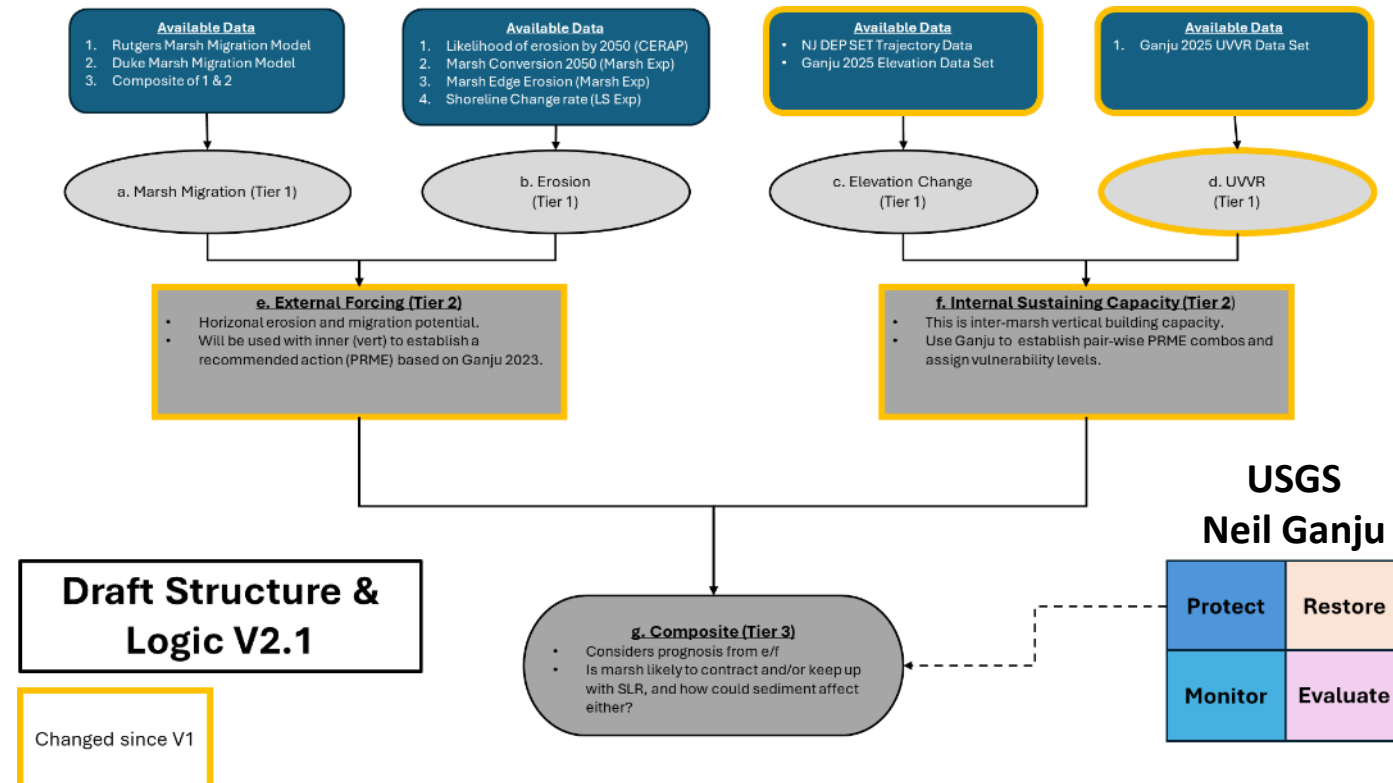 Available Data
1. Rutgers Marsh Migration Model
2. Duke Marsh Migration Model
3. Composite of 1 & 2
Available Data
1. Likelihood of erosion by 2050 (CERAP)
2. Marsh Conversion 2050 (Marsh Exp)
3. Marsh Edge Erosion (Marsh Exp)
4. Shoreline Change rate (LS Exp)
Available Data
• NJ DEP SET Trajectory Data
• Ganju 2025 Elevation Data Set
Available Data
1. Ganju 2025 UVVR Data Set
a. Marsh Migration (Tier 1)
b. Erosion
(Tier 1)
c. Elevation Change
(Tier 1)
d. UVVR
(Tier 1)
e. External Forcing (Tier 2)
• Horizonal erosion and migration potential.
• Will be used with inner (vert) to establish a
recommended action (PRME) based on Ganju 2023.
f. Internal Sustaining Capacity (Tier 2)
• This is inter-marsh vertical building capacity.
• Use Ganju to establish pair-wise PRME combos and
assign vulnerability levels.
USGS
Neil Ganju
Protect
Restore
Monitor
Evaluate
Draft Structure &
Logic V2.1
g. Composite (Tier 3)
• Considers prognosis from e/f
• Is marsh likely to contract and/or keep up
with SLR, and how could sediment affect
either?
Changed since V1